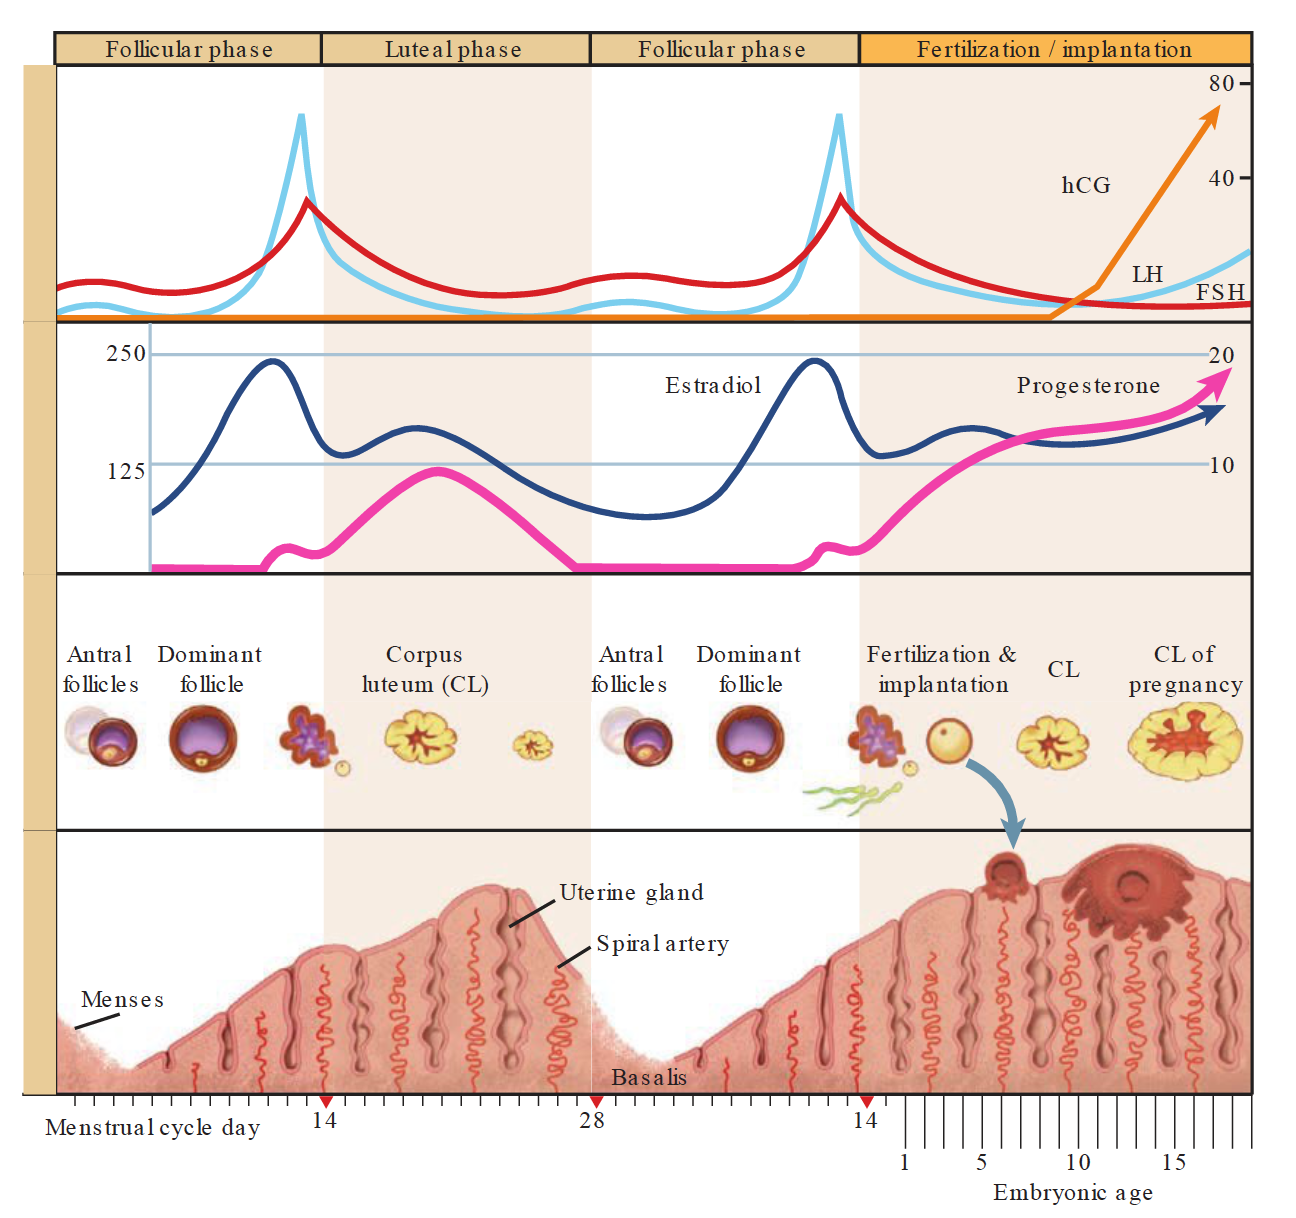 Follicular phase
Luteal phase
Follicular phase
Fertilization / implantation
80
40
hCG
LH
FSH
250
20
Estradiol
Progesterone
125
10
Antral
follicles
Dominant
follicle
Corpus
luteum (CL)
Antral
follicles
Dominant
follicle
Fertilization &
implantation
CL
CL of
pregnancy
Uterine gland
Spiral artery
Menses
Basalis
Menstrual cycle day
14
28
14
1
5
10
15
Embryonic age